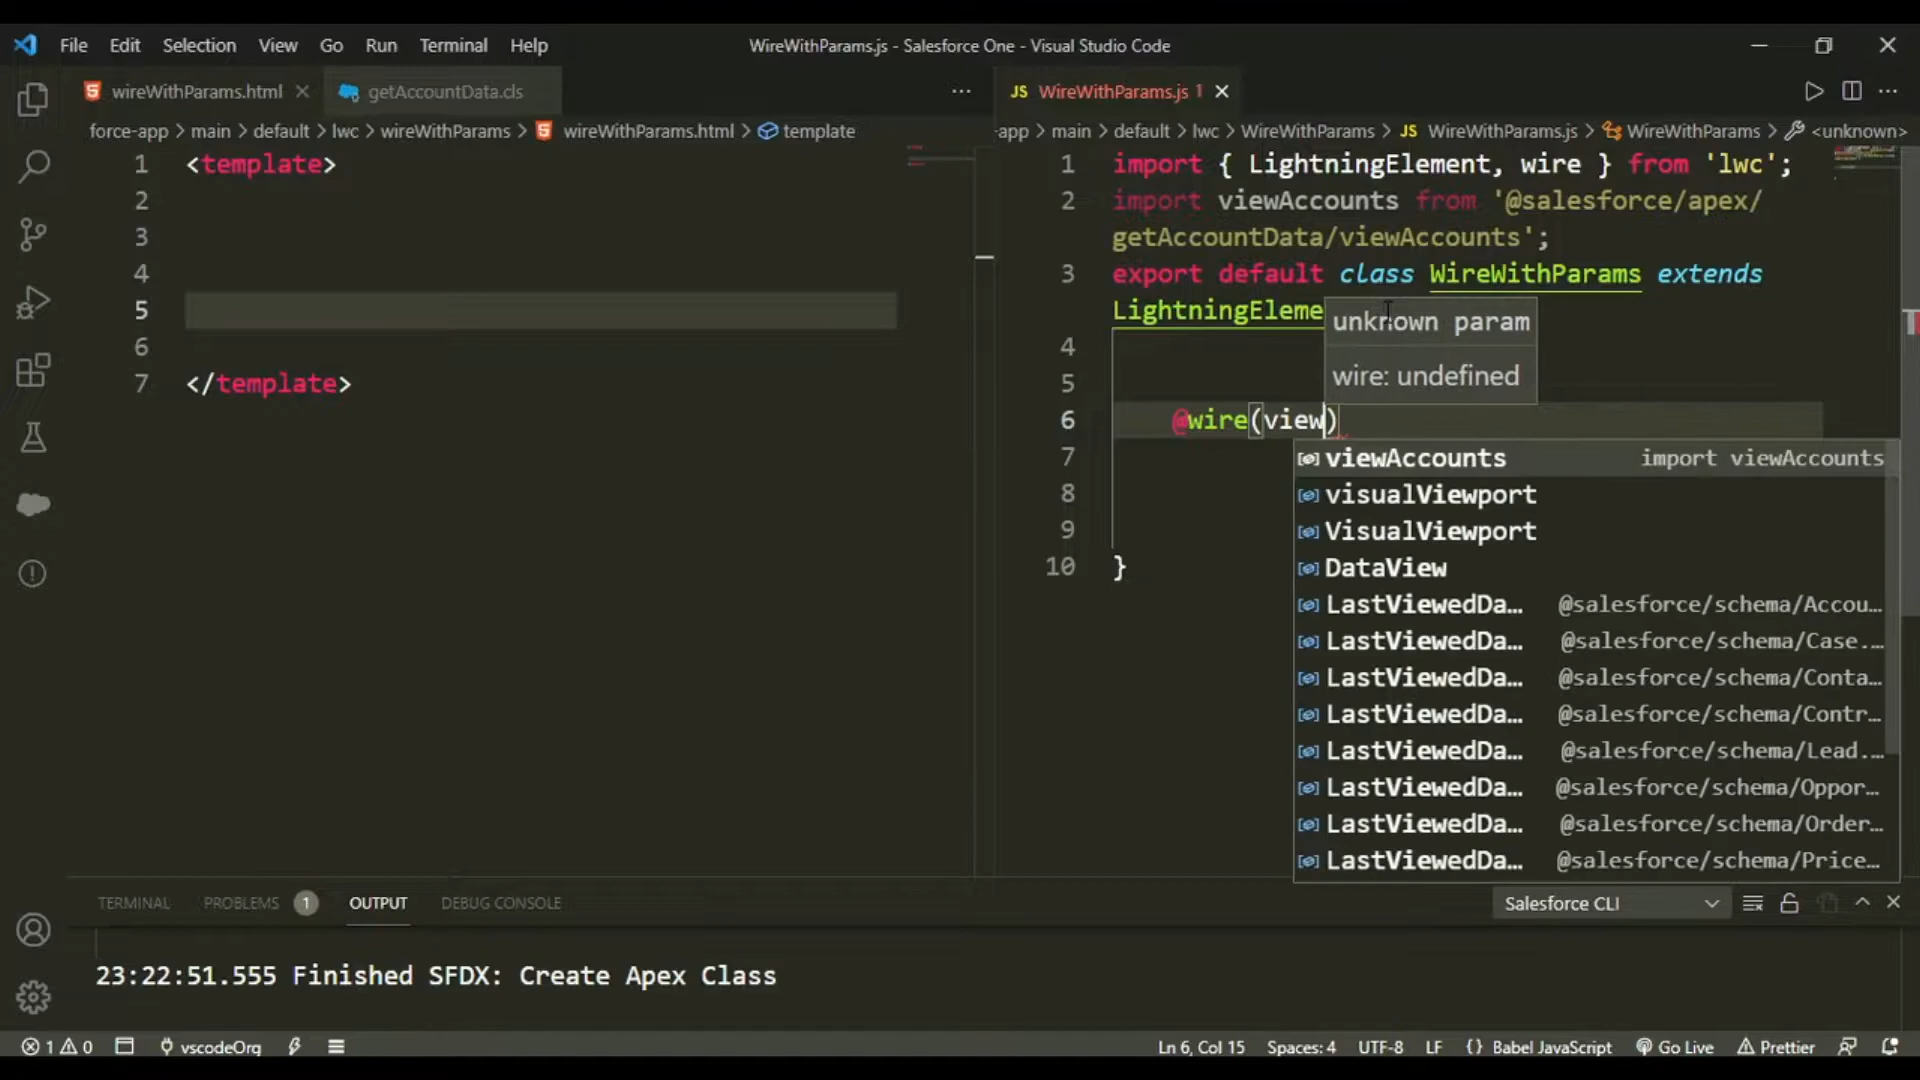 File Edit Selection View Go Run Terminal Help
WireWithParams.js - Salesforce One - Visual Studio Code
wireWithParams.html
getAccountData.cls
force-app > main > default > lwc > wireWithParams > wireWithParams.html > template
1 <template>
2
3
4
5
6
7 </template>
JS WireWithParams.js 1
-app > main > default > lwc > WireWithParams > JS WireWithParams.js > WireWithParams > <unknown>
1 import { LightningElement, wire } from 'lwc';
2 import viewAccounts from '@salesforce/apex/
getAccountData/viewAccounts';
3 export default class WireWithParams extends
LightningEleme
unknown param
4
5
wire: undefined
6 @wire(view)
7
8
9
10 }
viewAccounts import viewAccounts
visualViewport
VisualViewport
DataView
LastViewedDa... @salesforce/schema/Accou...
LastViewedDa... @salesforce/schema/Case....
LastViewedDa... @salesforce/schema/Conta...
LastViewedDa... @salesforce/schema/Contr...
LastViewedDa... @salesforce/schema/Lead....
LastViewedDa... @salesforce/schema/Oppor...
LastViewedDa... @salesforce/schema/Order...
LastViewedDa... @salesforce/schema/Price...
TERMINAL PROBLEMS 1 OUTPUT DEBUG CONSOLE
Salesforce CLI
23:22:51.555 Finished SFDX: Create Apex Class
1 0 vscodeOrg
Ln 6, Col 15 Spaces: 4 UTF-8 LF {} Babel JavaScript Go Live Prettier